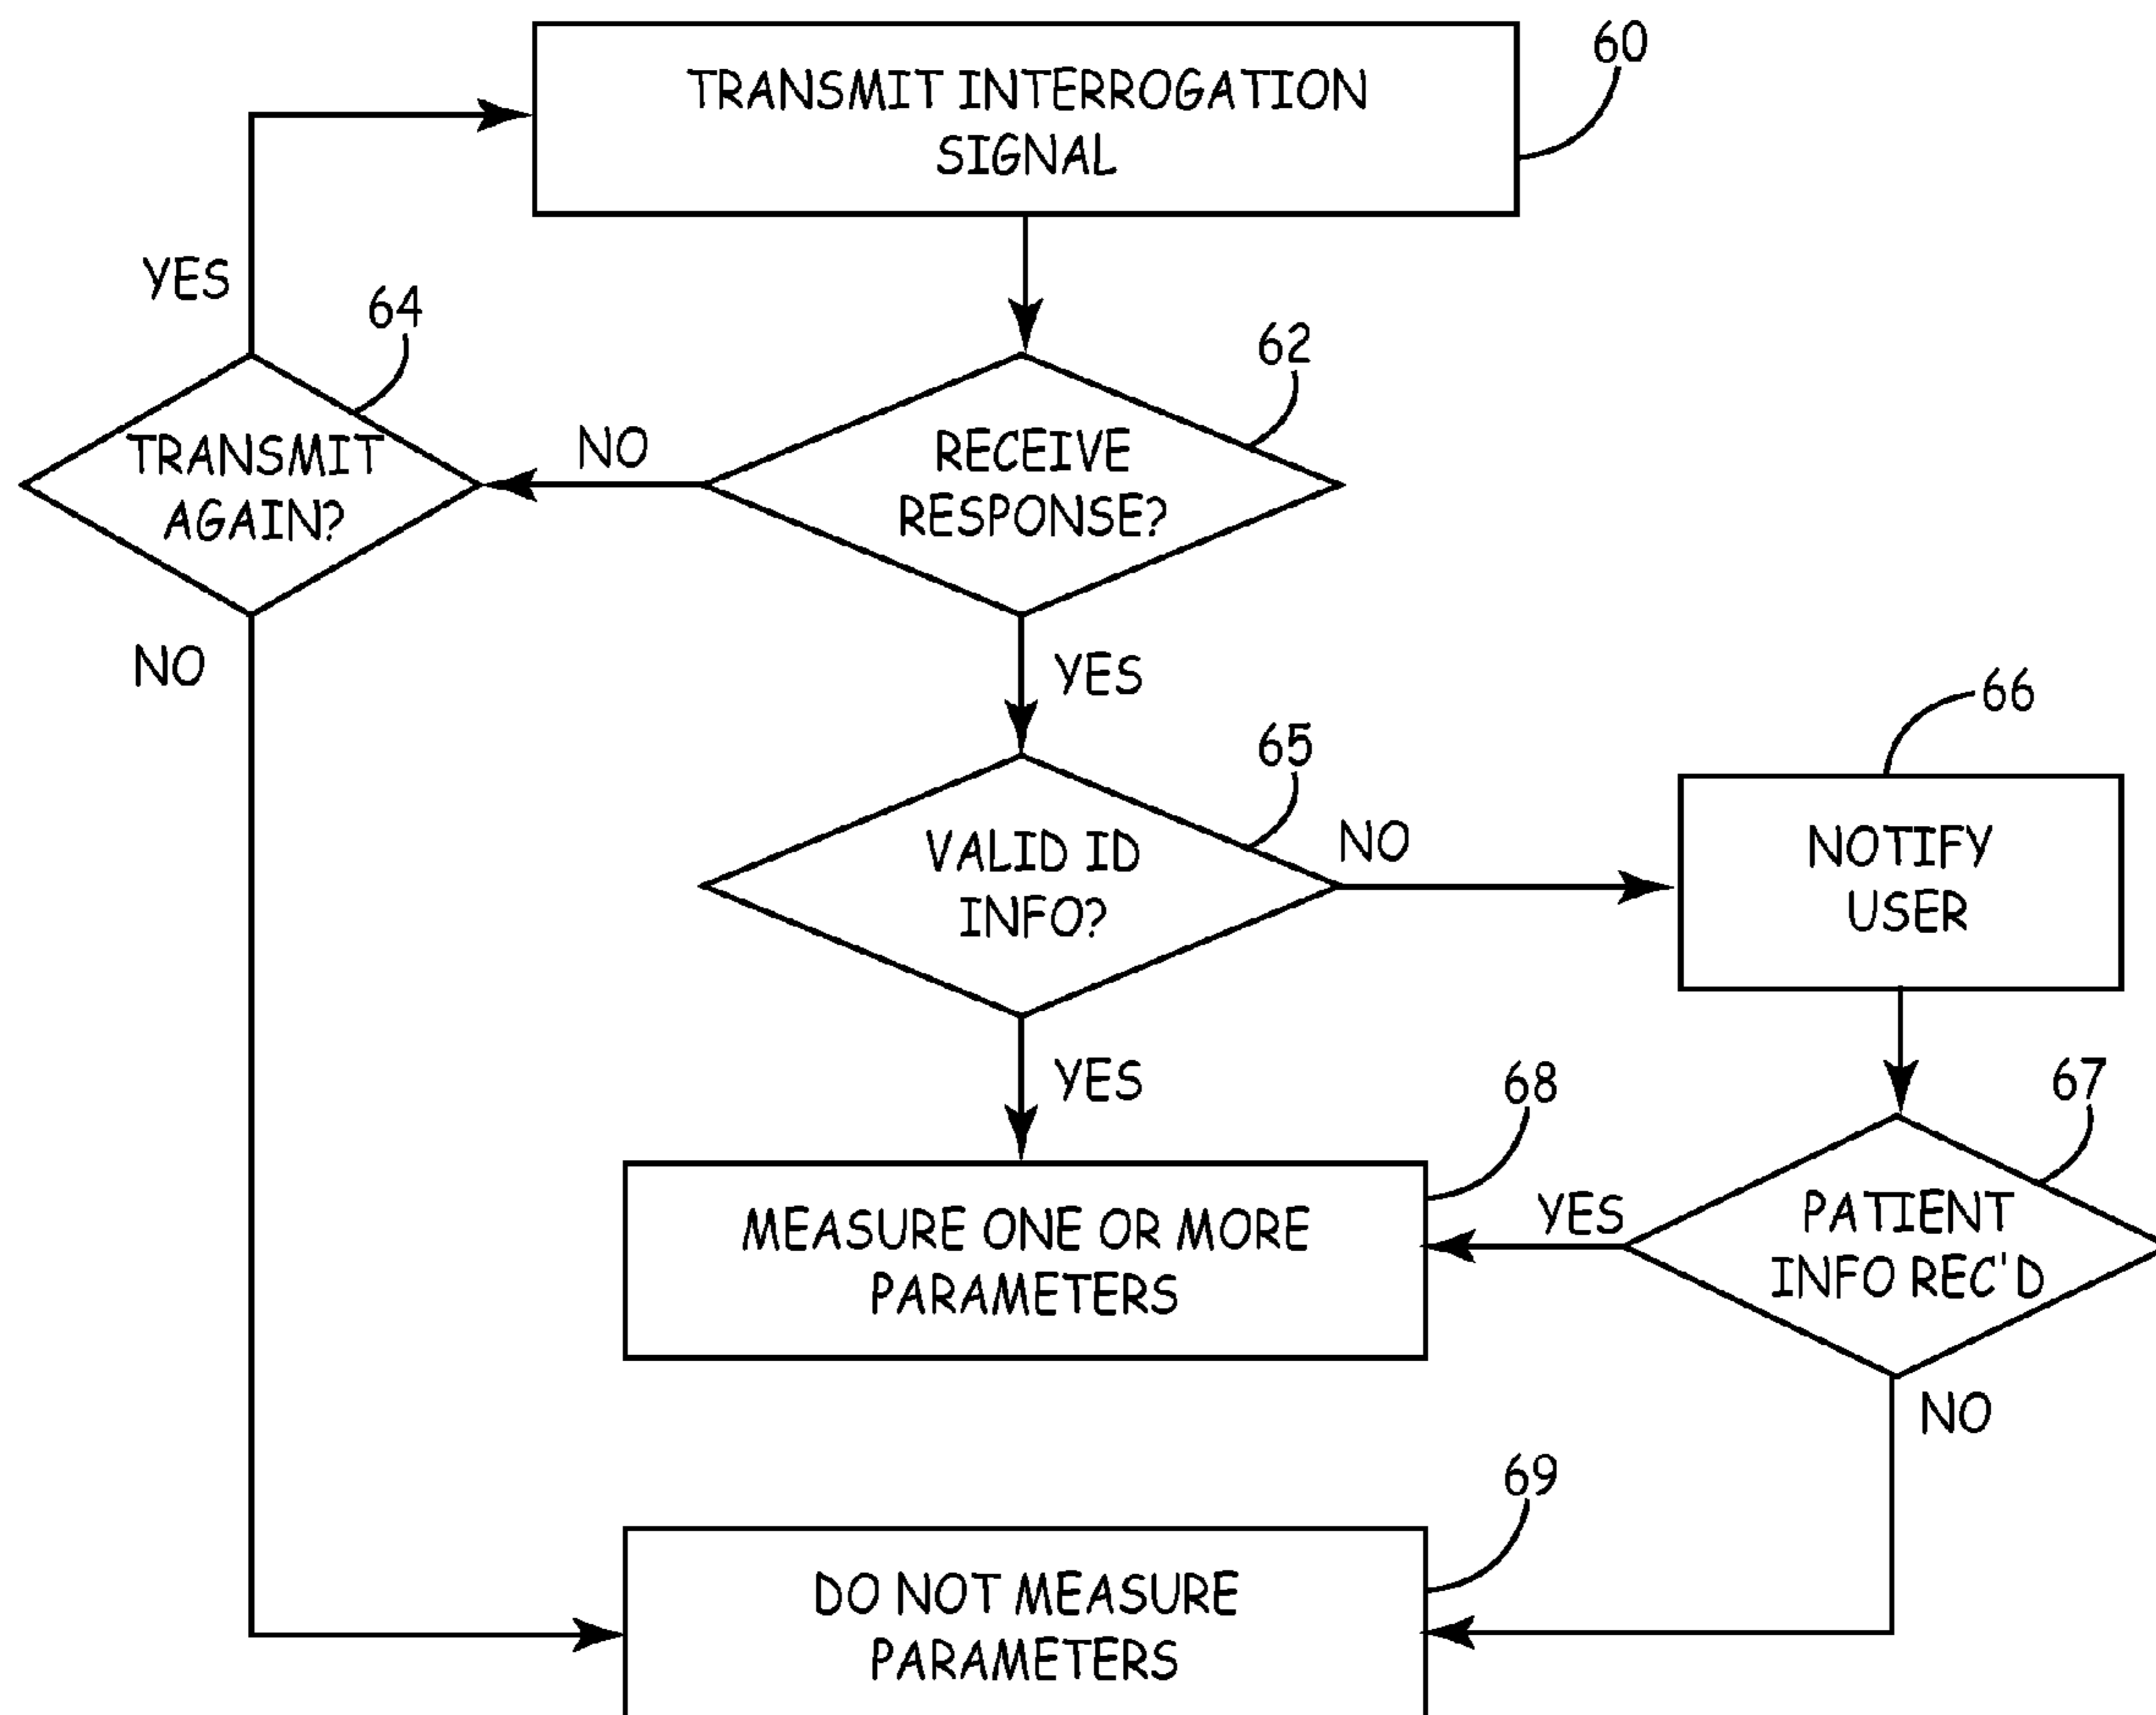 TRANSMIT INTERROGATION
SIGNAL
60
YES
64
TRANSMIT
AGAIN?
NO
62
RECEIVE
RESPONSE?
NO
YES
65
VALID ID
INFO?
NO
66
NOTIFY
USER
YES
68
MEASURE ONE OR MORE
PARAMETERS
YES
67
PATIENT
INFO REC'D
NO
69
DO NOT MEASURE
PARAMETERS